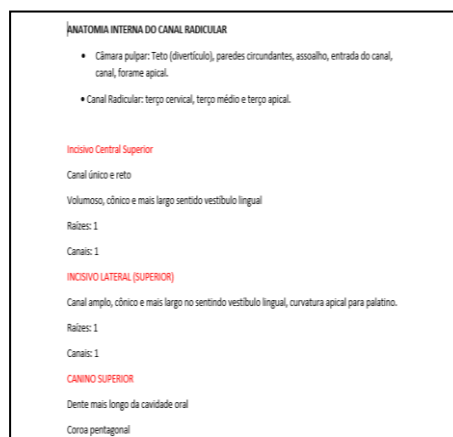 ANATOMIA INTERNA DO CANAL RADICULAR
• Câmara pulpar: Teto (divertículo), paredes circundantes, assoalho, entrada do canal,
canal, forame apical.
• Canal Radicular: terço cervical, terço médio e terço apical.
Incisivo Central Superior
Canal único e reto
Volumoso, cônico e mais largo sentido vestíbulo lingual
Raízes: 1
Canais: 1
INCISIVO LATERAL (SUPERIOR)
Canal amplo, cônico e mais largo no sentindo vestíbulo lingual, curvatura apical para palatino.
Raízes: 1
Canais: 1
CANINO SUPERIOR
Dente mais longo da cavidade oral
Coroa pentagonal